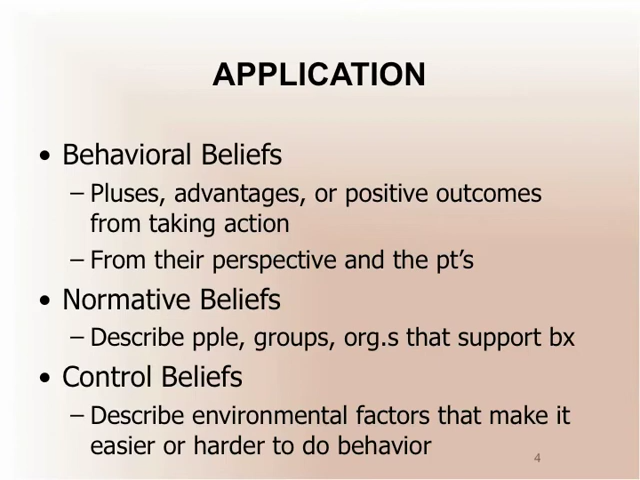 APPLICATION
• Behavioral Beliefs
– Pluses, advantages, or positive outcomes
from taking action
– From their perspective and the pt's
• Normative Beliefs
– Describe pple, groups, org.s that support bx
• Control Beliefs
– Describe environmental factors that make it
easier or harder to do behavior
4